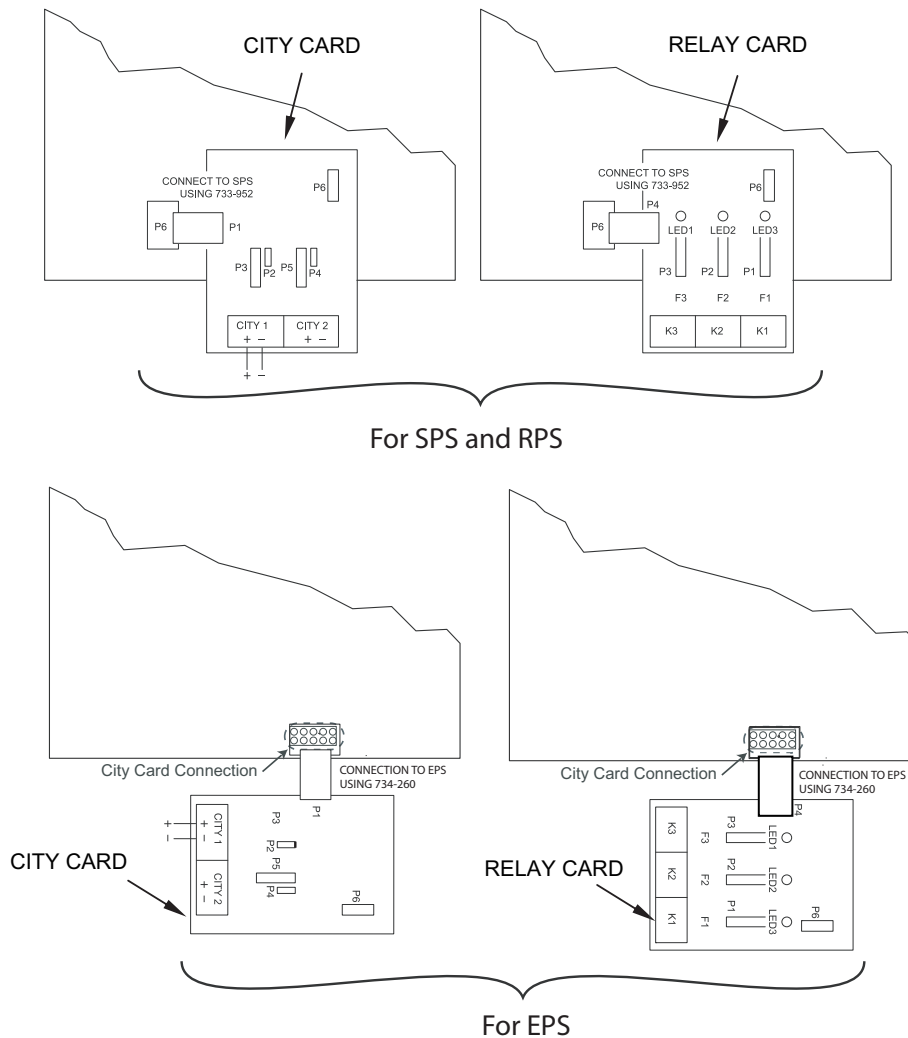 CITY CARD
CONNECT TO SPS
USING 733-952
P6
P6
P1
P3
P2
P5
P4
CITY 1
CITY 2
+ −
+ −
+ −
RELAY CARD
CONNECT TO SPS
USING 733-952
P6
P4
P6
LED1
LED2
LED3
P3
P2
P1
F3
F2
F1
K3
K2
K1
For SPS and RPS
City Card Connection
CONNECTION TO EPS
USING 734-260
P1
P3
P2
P5
P4
P6
+
−
CITY 1
+ −
CITY 2
+ −
CITY CARD
City Card Connection
CONNECTION TO EPS
USING 734-260
P4
K3
F3
P3
LED1
K2
F2
P2
LED2
K1
F1
P1
LED3
P6
RELAY CARD
For EPS